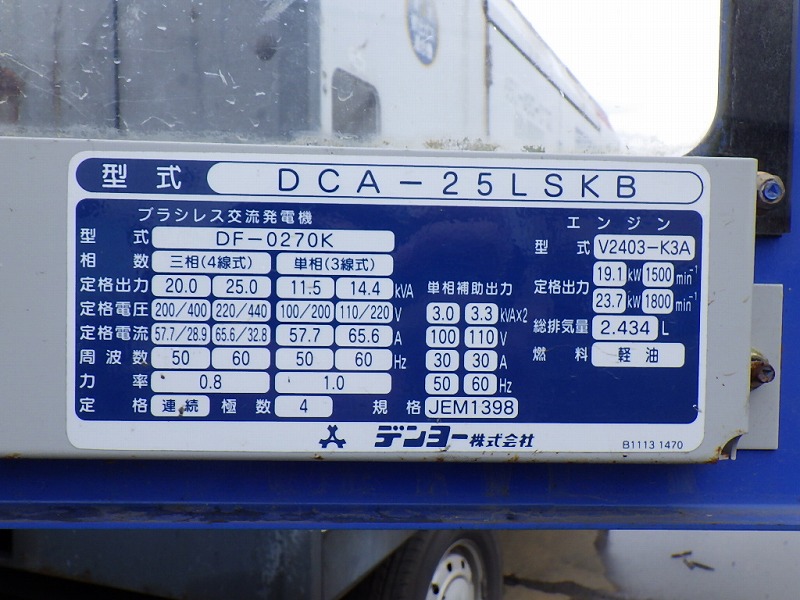 型式 DCA-25LSKB
ブラシレス交流発電機
型式 DF-0270K
相数 三相(4線式) 単相(3線式)
定格出力 20.0 25.0 11.5 14.4 kVA
定格電圧 200/400 220/440 100/200 110/220 V
定格電流 57.7/28.9 65.6/32.8 57.7 65.6 A
周波数 50 60 50 60 Hz
力率 0.8 1.0
定格 連続 極数 4 規格 JEM1398
単相補助出力
3.0 3.3 kVA×2
100 110 V
30 30 A
50 60 Hz
エンジン
型式 V2403-K3A
定格出力 19.1 kW 1500 min⁻¹
23.7 kW 1800 min⁻¹
総排気量 2.434 L
燃料 軽油
デンヨー株式会社
B1113 1470